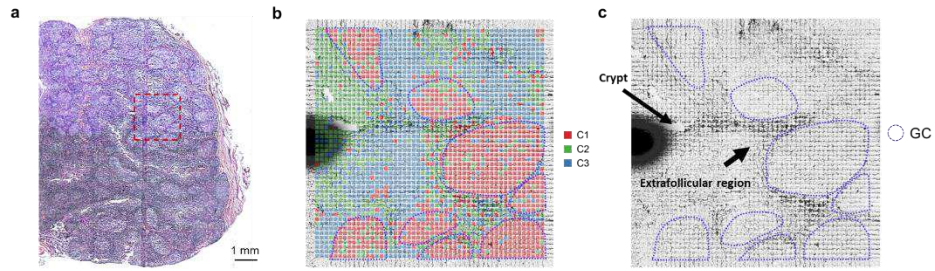 a
b
c
1 mm
C1
C2
C3
Crypt
Extrafollicular region
GC